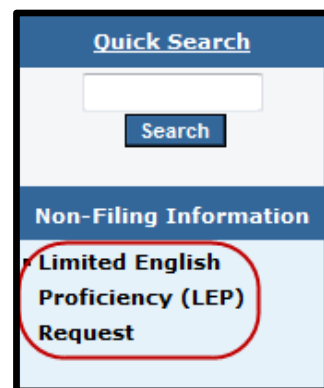 Quick Search
Search
Non-Filing Information
Limited English
Proficiency (LEP)
Request